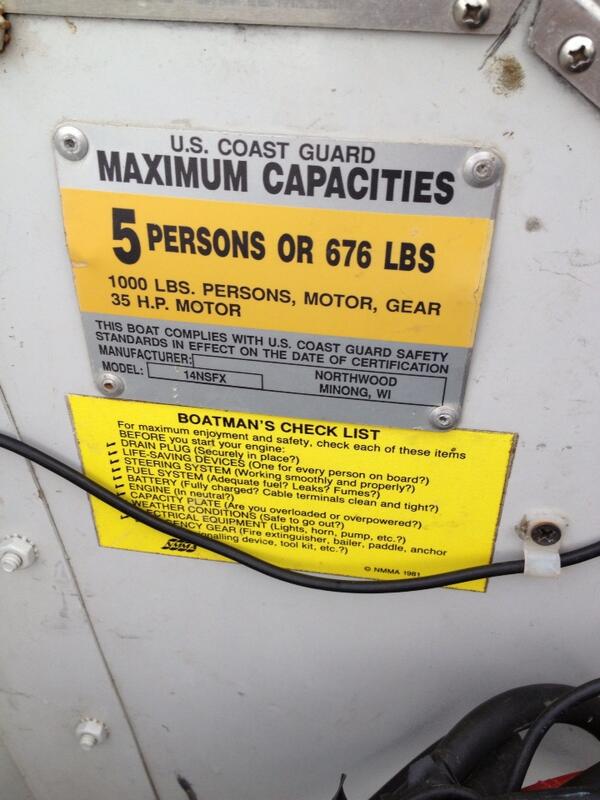 U.S. COAST GUARD
MAXIMUM CAPACITIES
5 PERSONS OR 676 LBS
1000 LBS. PERSONS, MOTOR, GEAR
35 H.P. MOTOR
THIS BOAT COMPLIES WITH U.S. COAST GUARD SAFETY
STANDARDS IN EFFECT ON THE DATE OF CERTIFICATION
MANUFACTURER: NORTHWOOD
MODEL: 14NSFX MINONG, WI
BOATMAN'S CHECK LIST
For maximum enjoyment and safety, check each of these items
BEFORE you start your engine:
DRAIN PLUG (Securely in place?)
LIFE-SAVING DEVICES (One for every person on board?)
STEERING SYSTEM (Working smoothly and properly?)
FUEL SYSTEM (Adequate fuel? Leaks? Fumes?)
BATTERY (Fully charged? Cable terminals clean and tight?)
ENGINE (In neutral?)
CAPACITY PLATE (Are you overloaded or overpowered?)
WEATHER CONDITIONS (Safe to go out?)
ELECTRICAL EQUIPMENT (Lights, horn, pump, etc.?)
GEAR (Fire extinguisher, bailer, paddle, anchor
signalling device, tool kit, etc.?)
NMMA
© NMMA 1981